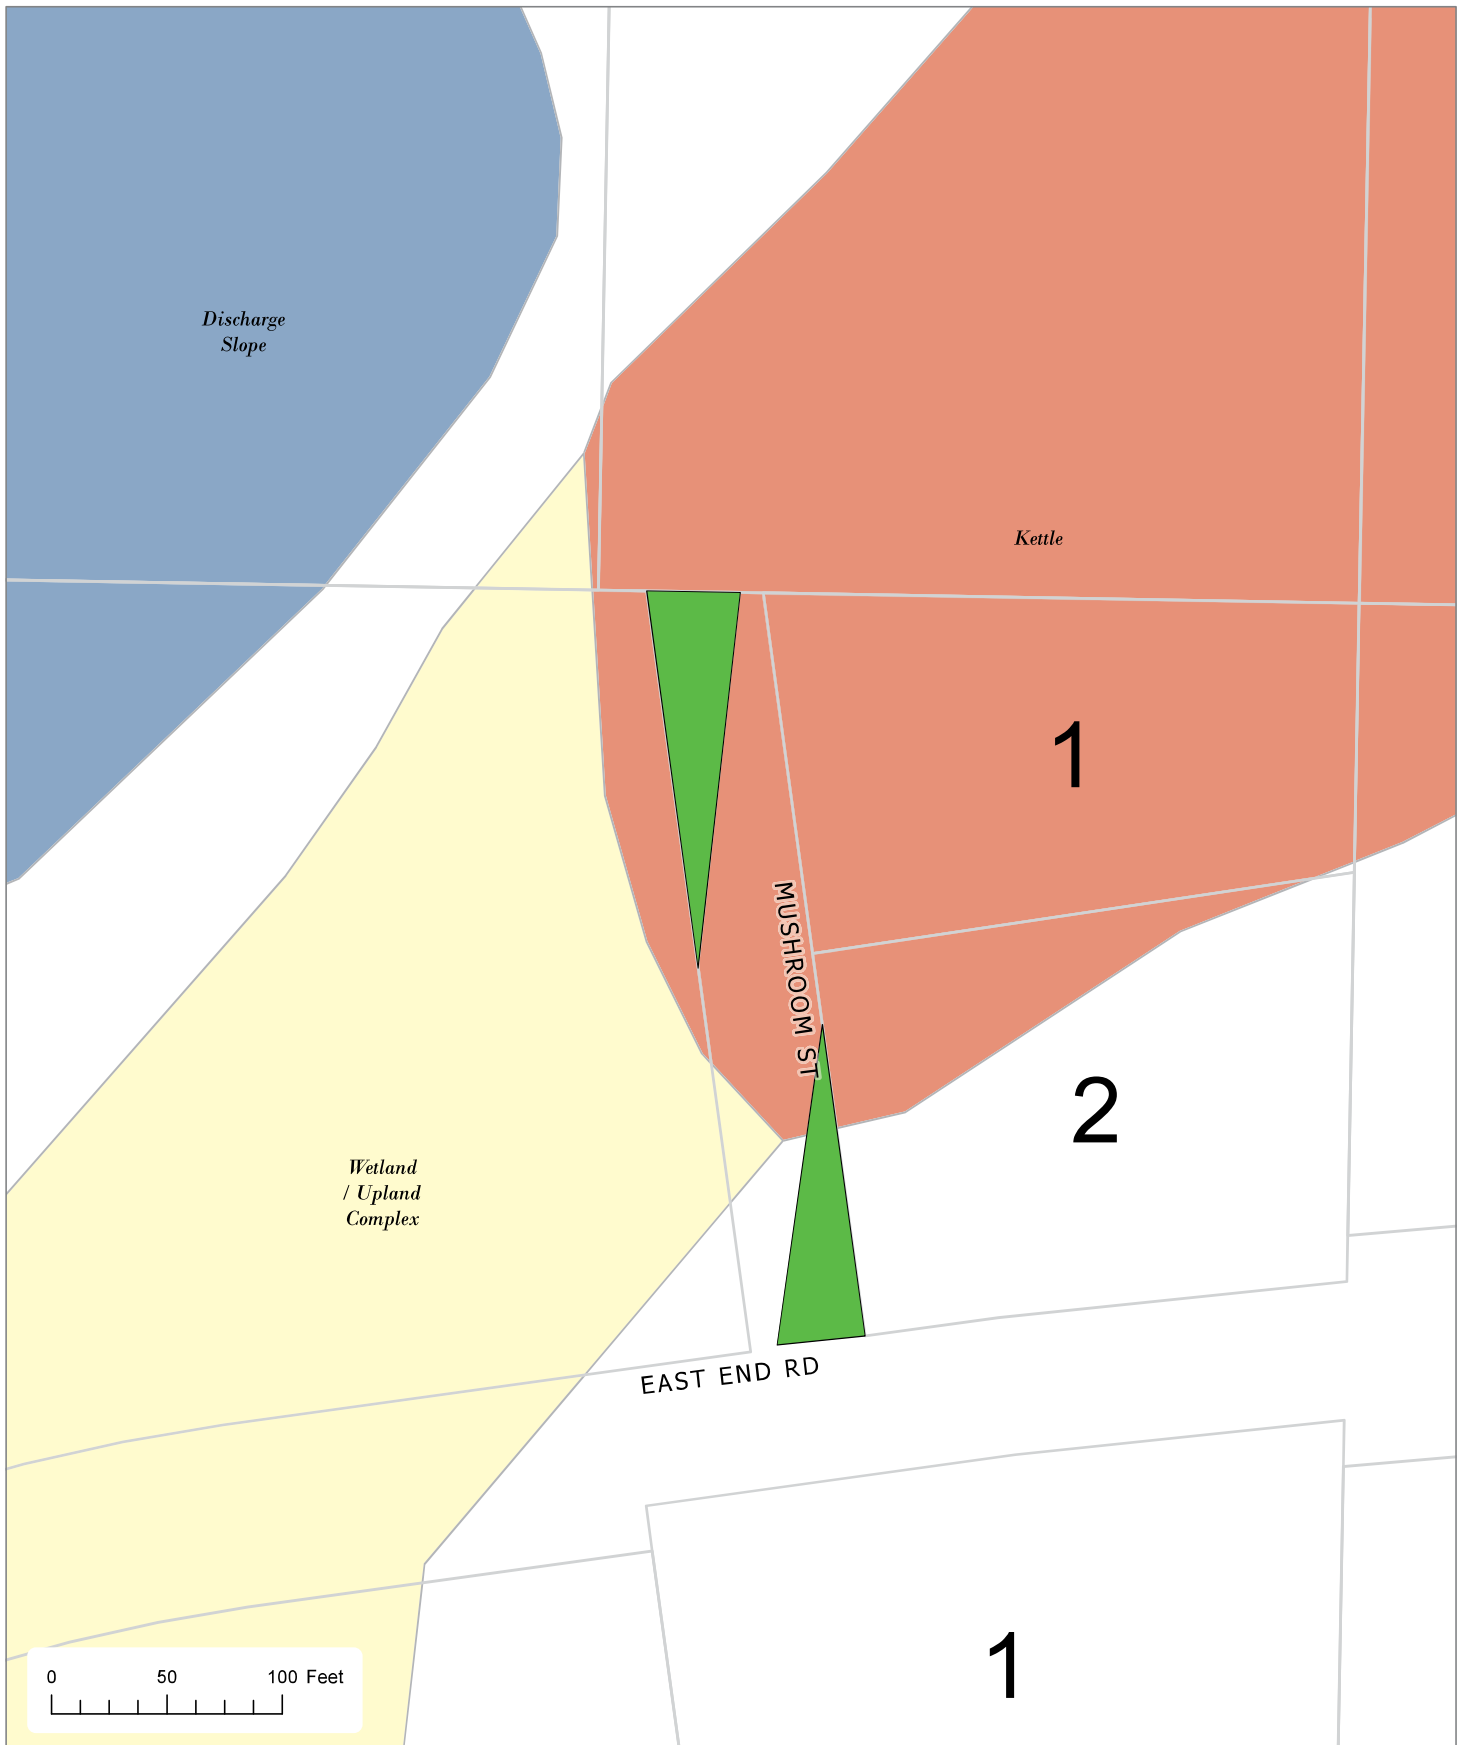 Discharge
Slope
Kettle
1
MUSHROOM ST
2
Wetland
/ Upland
Complex
EAST END RD
1
0 50 100 Feet